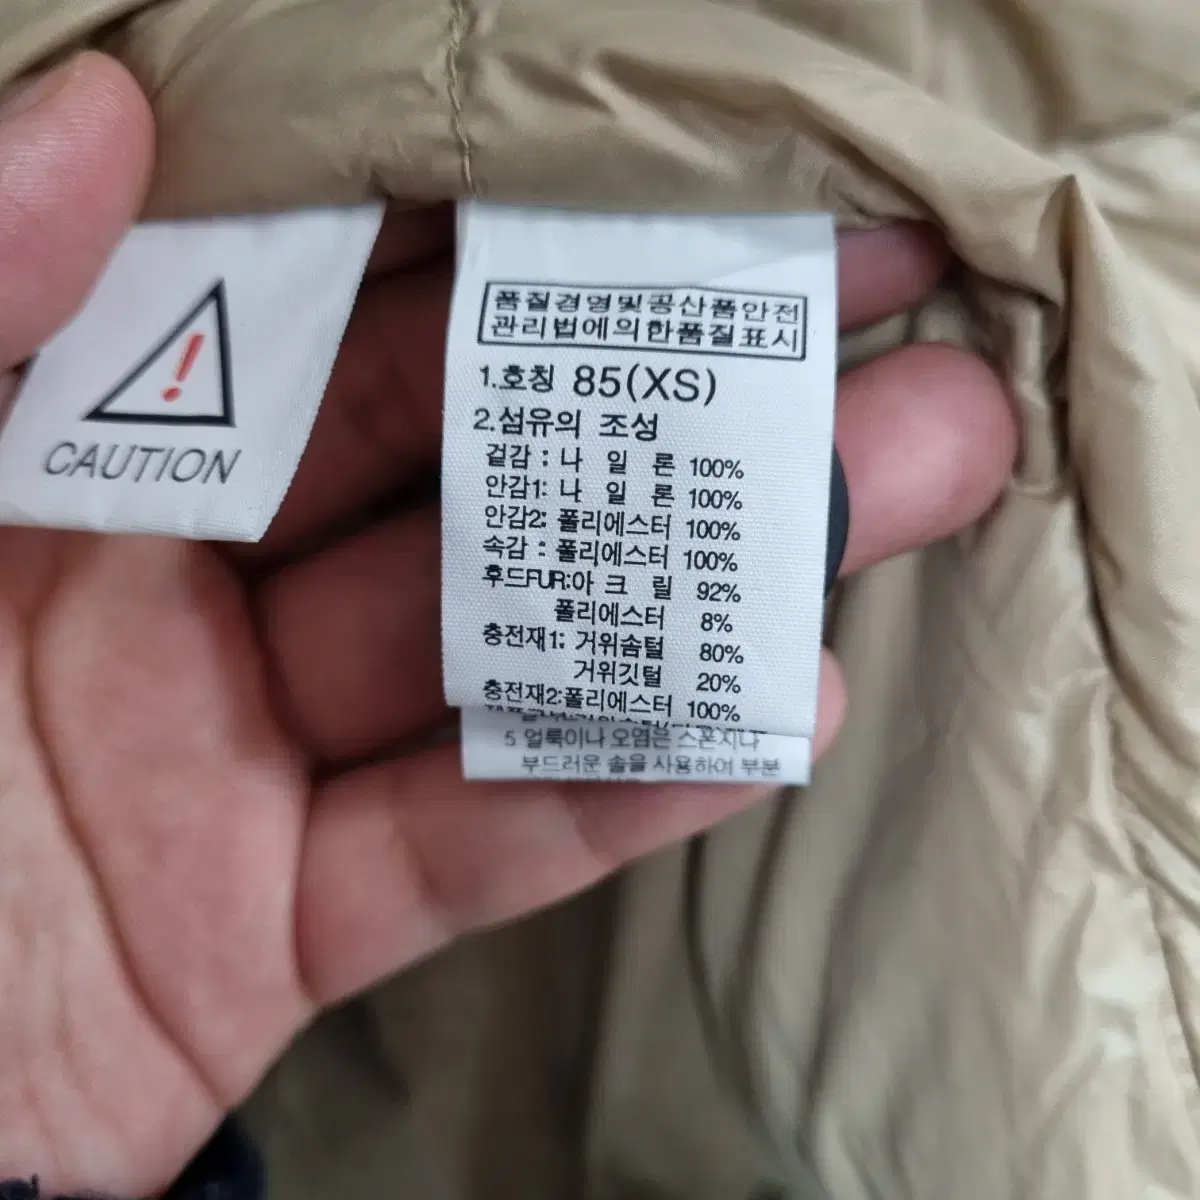 CAUTION
품질경영및공산품안전
관리법에의한품질표시
1.호칭 85(XS)
2.섬유의 조성
겉감 : 나 일 론 100%
안감1: 나 일 론 100%
안감2: 폴리에스터 100%
속감 : 폴리에스터 100%
후드FUR:아 크 릴 92%
폴리에스터 8%
충전재1: 거위솜털 80%
거위깃털 20%
충전재2:폴리에스터 100%
5 얼룩이나 오염은 스폰지나
부드러운 솔을 사용하여 부분